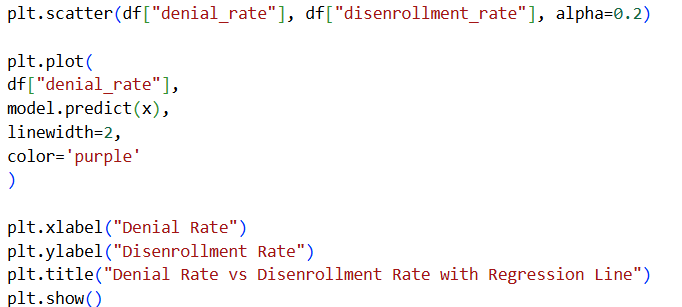 plt.scatter(df["denial_rate"], df["disenrollment_rate"], alpha=0.2)
plt.plot(
df["denial_rate"],
model.predict(x),
linewidth=2,
color='purple'
)
plt.xlabel("Denial Rate")
plt.ylabel("Disenrollment Rate")
plt.title("Denial Rate vs Disenrollment Rate with Regression Line")
plt.show()